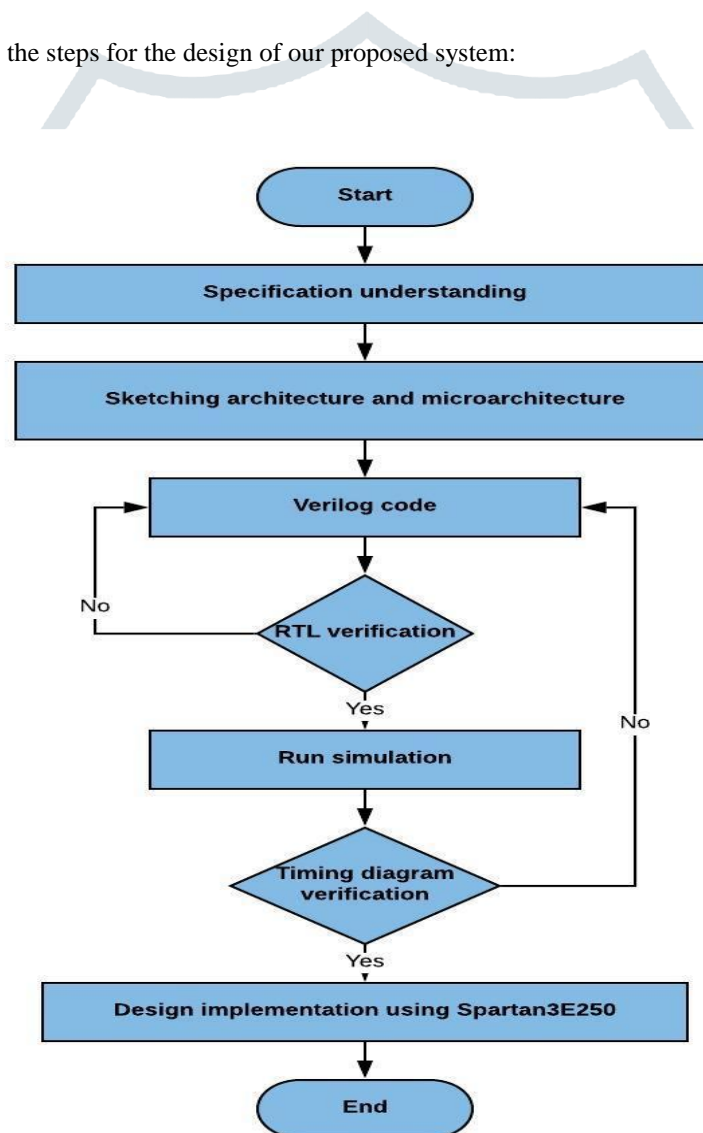 the steps for the design of our proposed system:
Start
Specification understanding
Sketching architecture and microarchitecture
Verilog code
No
RTL verification
Yes
No
Run simulation
Timing diagram
verification
Yes
Design implementation using Spartan3E250
End